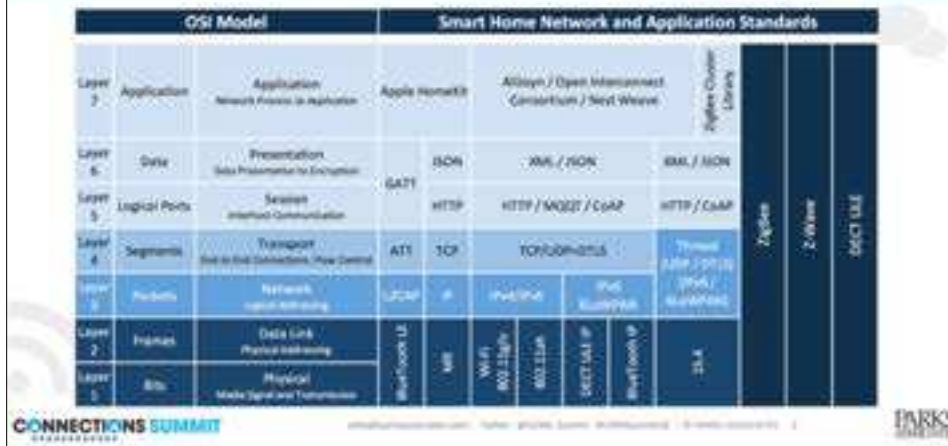 OSI Model
Smart Home Network and Application Standards
Layer 7
Application
Application
Network Process to Application
Apple HomeKit
Allseen / Open Interconnect
Consortium / Nest Weave
ZigBee Cluster
Library
Layer 6
Data
Presentation
Data Presentation to Encryption
GATT
JSON
XML / JSON
XML / JSON
Layer 5
Logical Ports
Session
Interhost Communication
HTTP
HTTP / MQQT / CoAP
HTTP / CoAP
Layer 4
Segments
Transport
End to End Connections / Flow Control
ATT
TCP
TCP/UDP+DTLS
Thread
(UDP / DTLS)
(IPv6 /
6LoWPAN)
Layer 3
Packets
Network
Logical Addressing
L2CAP
IP
IPv4/IPv6
IPv6
6LoWPAN
Layer 2
Frames
Data Link
Physical Addressing
Layer 1
Bits
Physical
Media Signal and Transmission
Bluetooth LE
Wi-Fi
802.11ah
DECT ULE IP
Bluetooth IP
15.4
ZigBee
Z-Wave
DECT ULE
CONNECTIONS SUMMIT